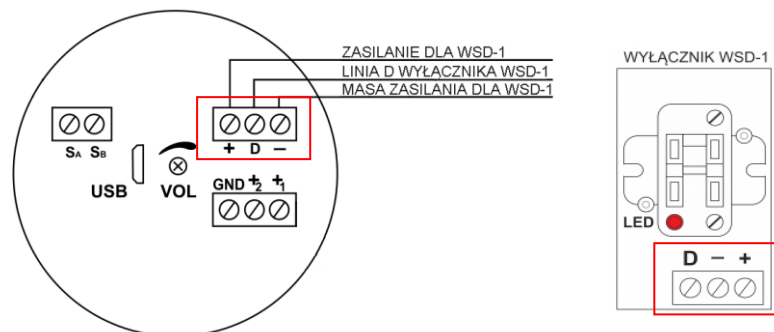 ZASILANIE DLA WSD-1
LINIA D WYŁĄCZNIKA WSD-1
MASA ZASILANIA DLA WSD-1
SA SB
+ D −
USB
VOL
GND +2 +1
WYŁĄCZNIK WSD-1
LED
D − +